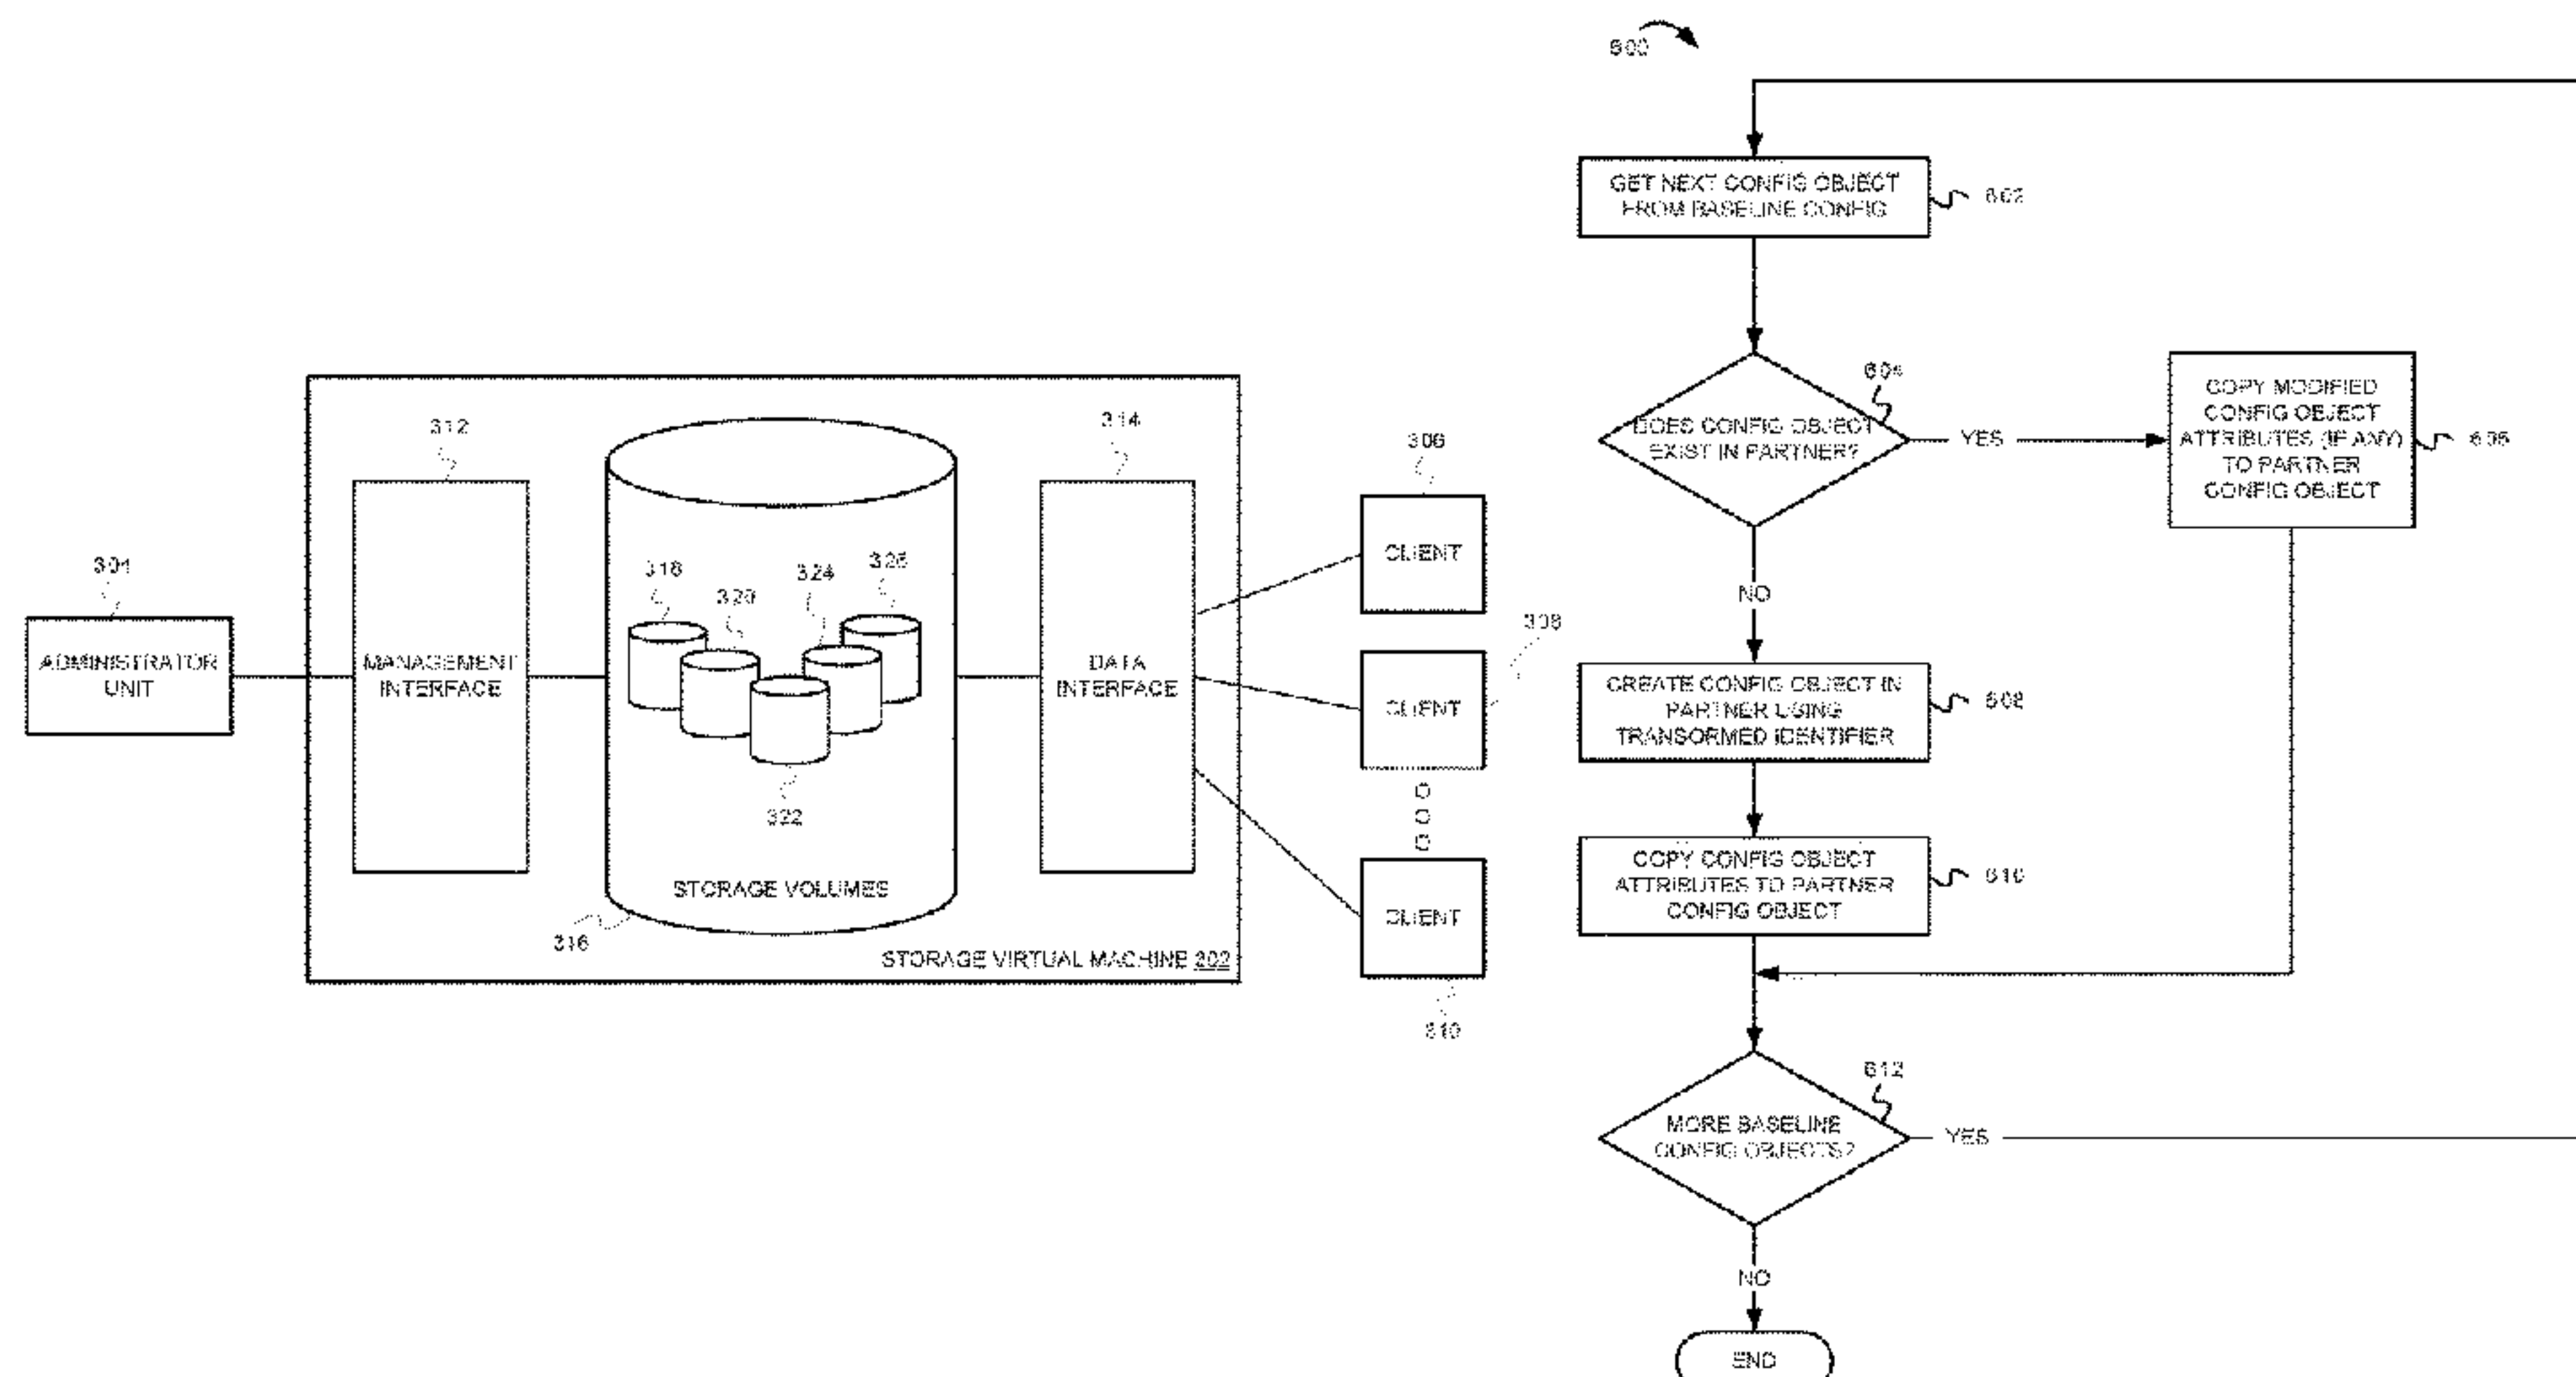 304
ADMINISTRATOR
UNIT
312
MANAGEMENT
INTERFACE
318
320
324
326
322
STORAGE VOLUMES
316
314
DATA
INTERFACE
STORAGE VIRTUAL MACHINE 302
306
CLIENT
308
CLIENT
CLIENT
310
600
GET NEXT CONFIG OBJECT
FROM BASELINE CONFIG
602
604
DOES CONFIG OBJECT
EXIST IN PARTNER?
YES
COPY MODIFIED
CONFIG OBJECT
ATTRIBUTES (IF ANY)
TO PARTNER
CONFIG OBJECT
606
NO
CREATE CONFIG OBJECT IN
PARTNER USING
TRANSORMED IDENTIFIER
608
COPY CONFIG OBJECT
ATTRIBUTES TO PARTNER
CONFIG OBJECT
610
612
MORE BASELINE
CONFIG OBJECTS?
YES
NO
END